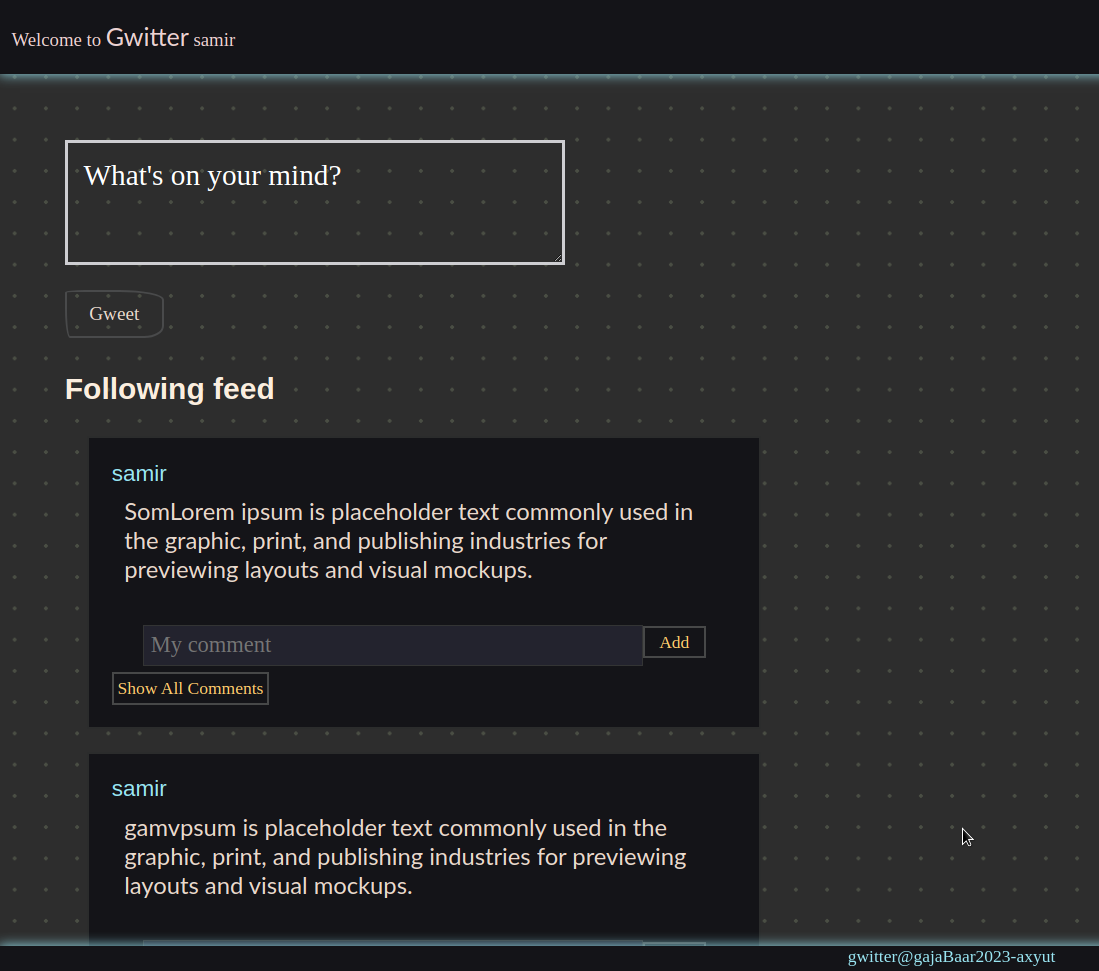 Welcome to Gwitter samir
What's on your mind?
Gweet
Following feed
samir
SomLorem ipsum is placeholder text commonly used in
the graphic, print, and publishing industries for
previewing layouts and visual mockups.
My comment
Add
Show All Comments
samir
gamvpsum is placeholder text commonly used in the
graphic, print, and publishing industries for previewing
layouts and visual mockups.
gwitter@gajaBaar2023-axyut